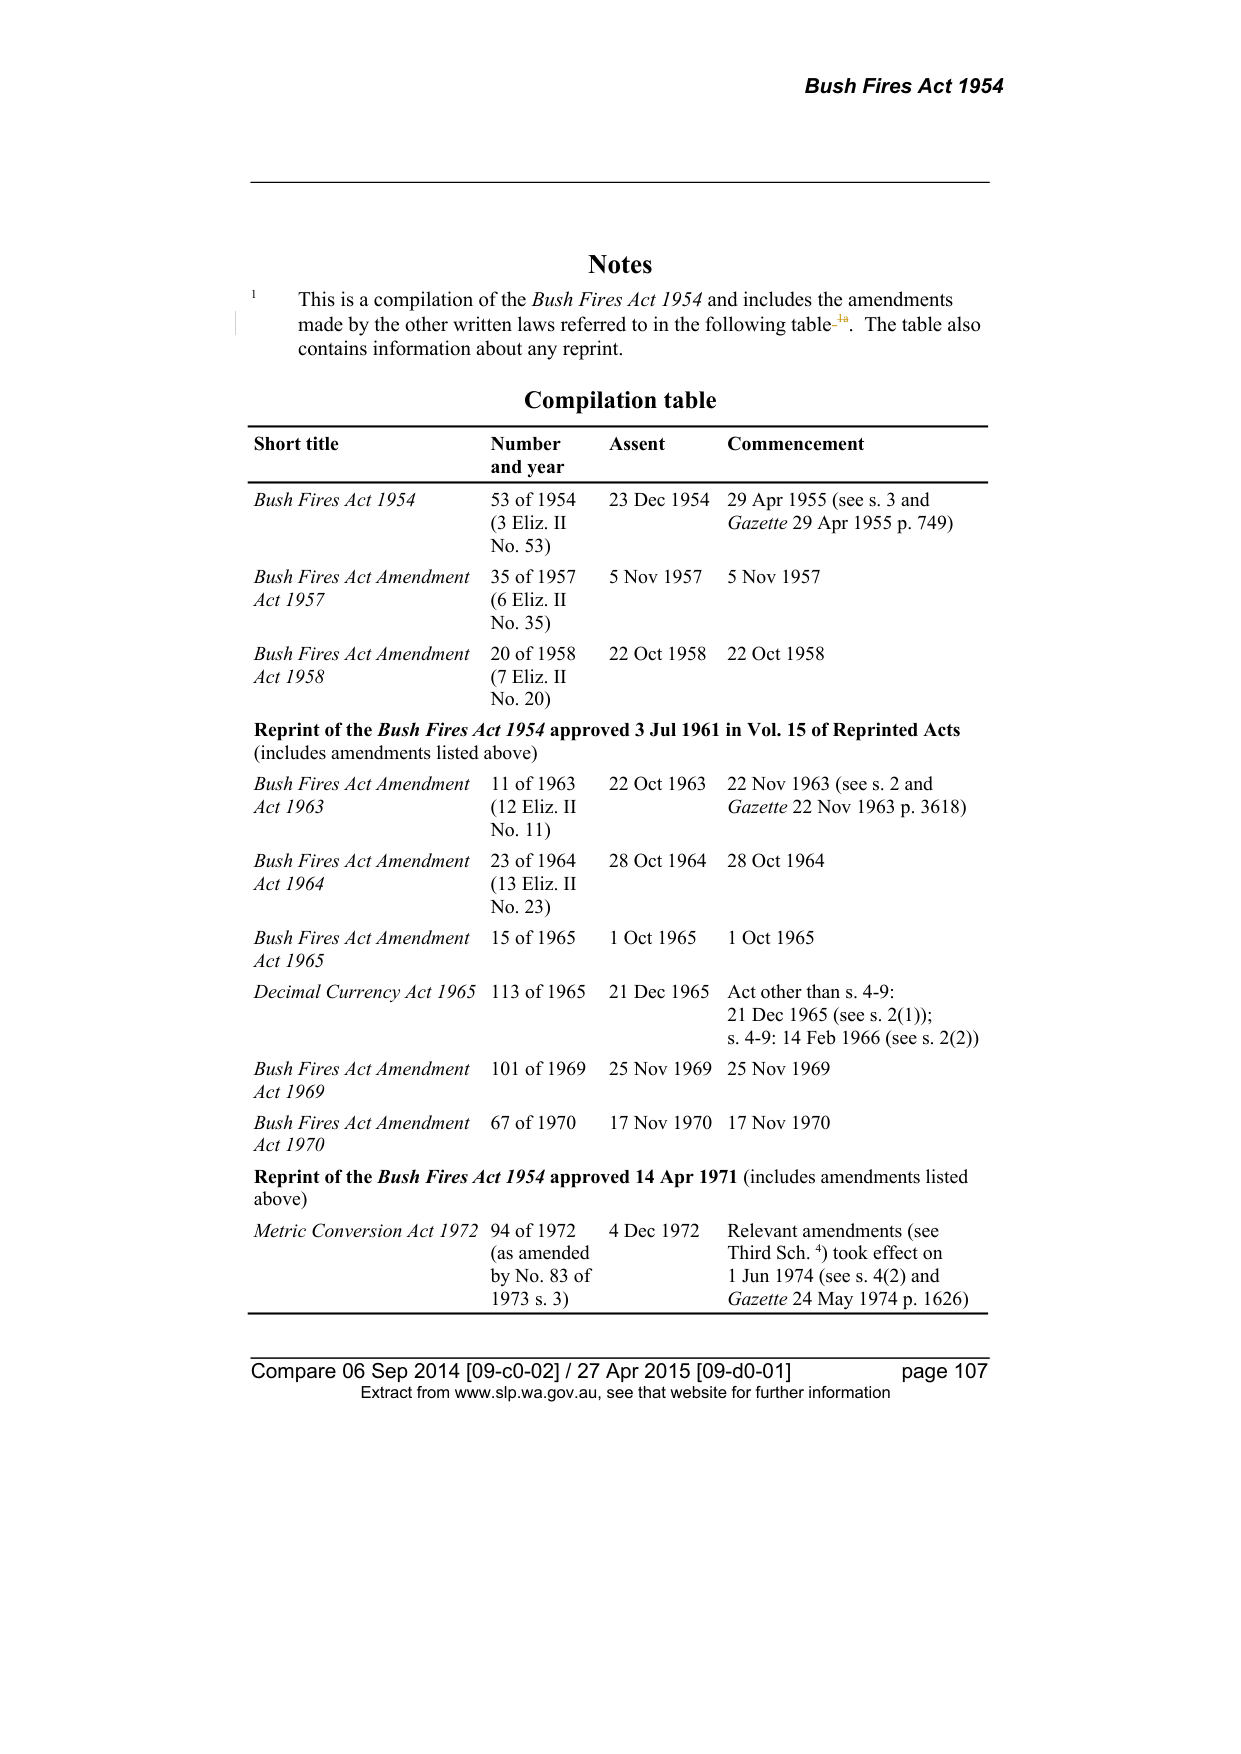 Bush Fires Act 1954
Notes
1 This is a compilation of the Bush Fires Act 1954 and includes the amendments
made by the other written laws referred to in the following table 1a. The table also
contains information about any reprint.
Compilation table
Short title Number Assent Commencement
and year
Bush Fires Act 1954 53 of 1954 23 Dec 1954 29 Apr 1955 (see s. 3 and
(3 Eliz. II Gazette 29 Apr 1955 p. 749)
No. 53)
Bush Fires Act Amendment 35 of 1957 5 Nov 1957 5 Nov 1957
Act 1957 (6 Eliz. II
No. 35)
Bush Fires Act Amendment 20 of 1958 22 Oct 1958 22 Oct 1958
Act 1958 (7 Eliz. II
No. 20)
Reprint of the Bush Fires Act 1954 approved 3 Jul 1961 in Vol. 15 of Reprinted Acts
(includes amendments listed above)
Bush Fires Act Amendment 11 of 1963 22 Oct 1963 22 Nov 1963 (see s. 2 and
Act 1963 (12 Eliz. II Gazette 22 Nov 1963 p. 3618)
No. 11)
Bush Fires Act Amendment 23 of 1964 28 Oct 1964 28 Oct 1964
Act 1964 (13 Eliz. II
No. 23)
Bush Fires Act Amendment 15 of 1965 1 Oct 1965 1 Oct 1965
Act 1965
Decimal Currency Act 1965 113 of 1965 21 Dec 1965 Act other than s. 4-9:
21 Dec 1965 (see s. 2(1));
s. 4-9: 14 Feb 1966 (see s. 2(2))
Bush Fires Act Amendment 101 of 1969 25 Nov 1969 25 Nov 1969
Act 1969
Bush Fires Act Amendment 67 of 1970 17 Nov 1970 17 Nov 1970
Act 1970
Reprint of the Bush Fires Act 1954 approved 14 Apr 1971 (includes amendments listed
above)
Metric Conversion Act 1972 94 of 1972 4 Dec 1972 Relevant amendments (see
(as amended Third Sch. 4) took effect on
by No. 83 of 1 Jun 1974 (see s. 4(2) and
1973 s. 3) Gazette 24 May 1974 p. 1626)
Compare 06 Sep 2014 [09-c0-02] / 27 Apr 2015 [09-d0-01] page 107
Extract from www.slp.wa.gov.au, see that website for further information